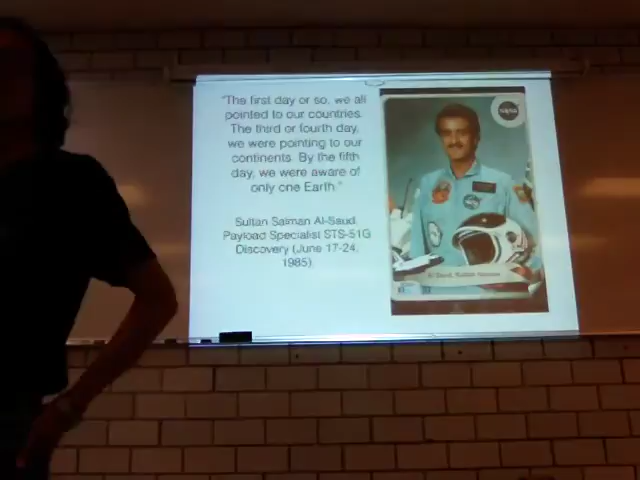 "The first day or so, we all
pointed to our countries.
The third or fourth day,
we were pointing to our
continents. By the fifth
day, we were aware of
only one Earth."
Sultan Salman Al-Saud,
Payload Specialist STS-51G
Discovery (June 17-24,
1985)
NASA